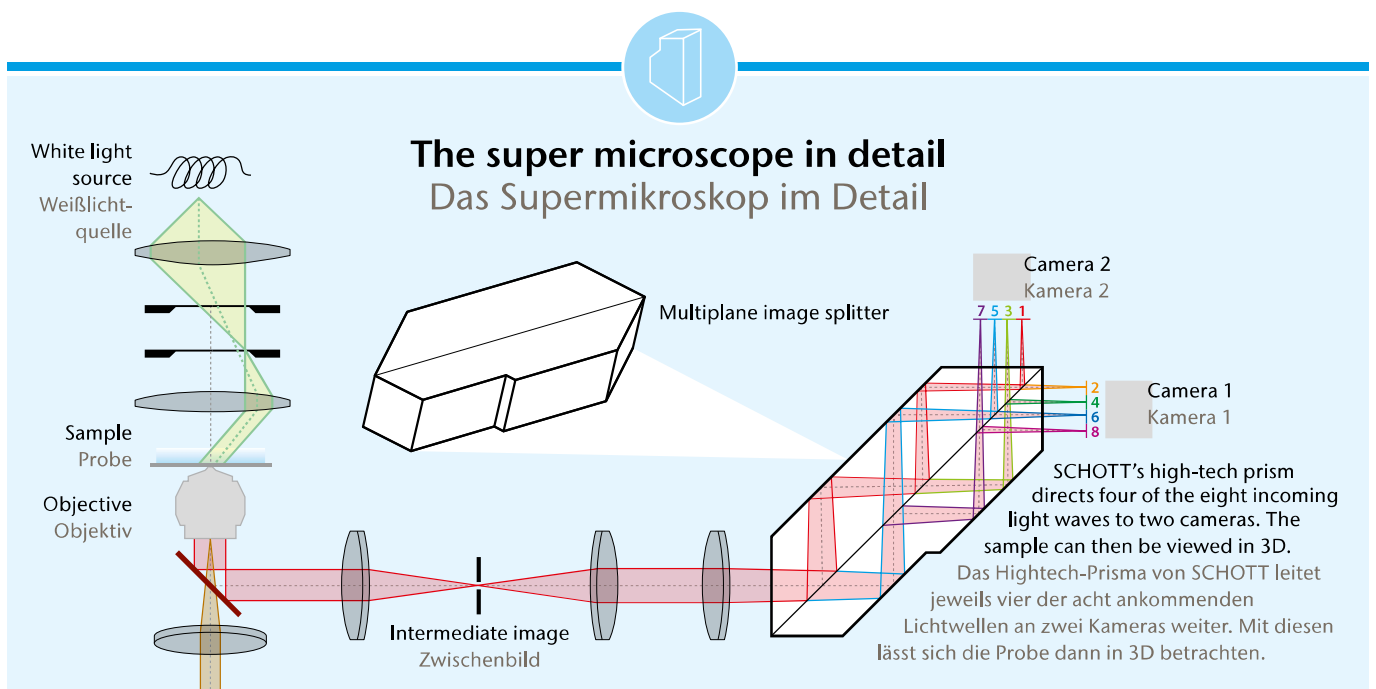 The super microscope in detail
Das Supermikroskop im Detail
White light
source
Weißlicht-
quelle
Sample
Probe
Objective
Objektiv
Intermediate image
Zwischenbild
Multiplane image splitter
Camera 2
Kamera 2
7 5 3 1
2
4
6
8
Camera 1
Kamera 1
SCHOTT’s high-tech prism
directs four of the eight incoming
light waves to two cameras. The
sample can then be viewed in 3D.
Das Hightech-Prisma von SCHOTT leitet
jeweils vier der acht ankommenden
Lichtwellen an zwei Kameras weiter. Mit diesen
lässt sich die Probe dann in 3D betrachten.